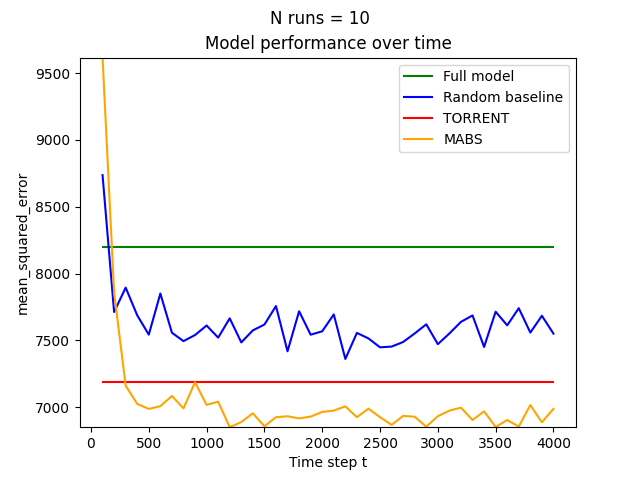 N runs = 10
Model performance over time
mean_squared_error
9500
9000
8500
8000
7500
7000
Full model
Random baseline
TORRENT
MABS
0
500
1000
1500
2000
2500
3000
3500
4000
Time step t